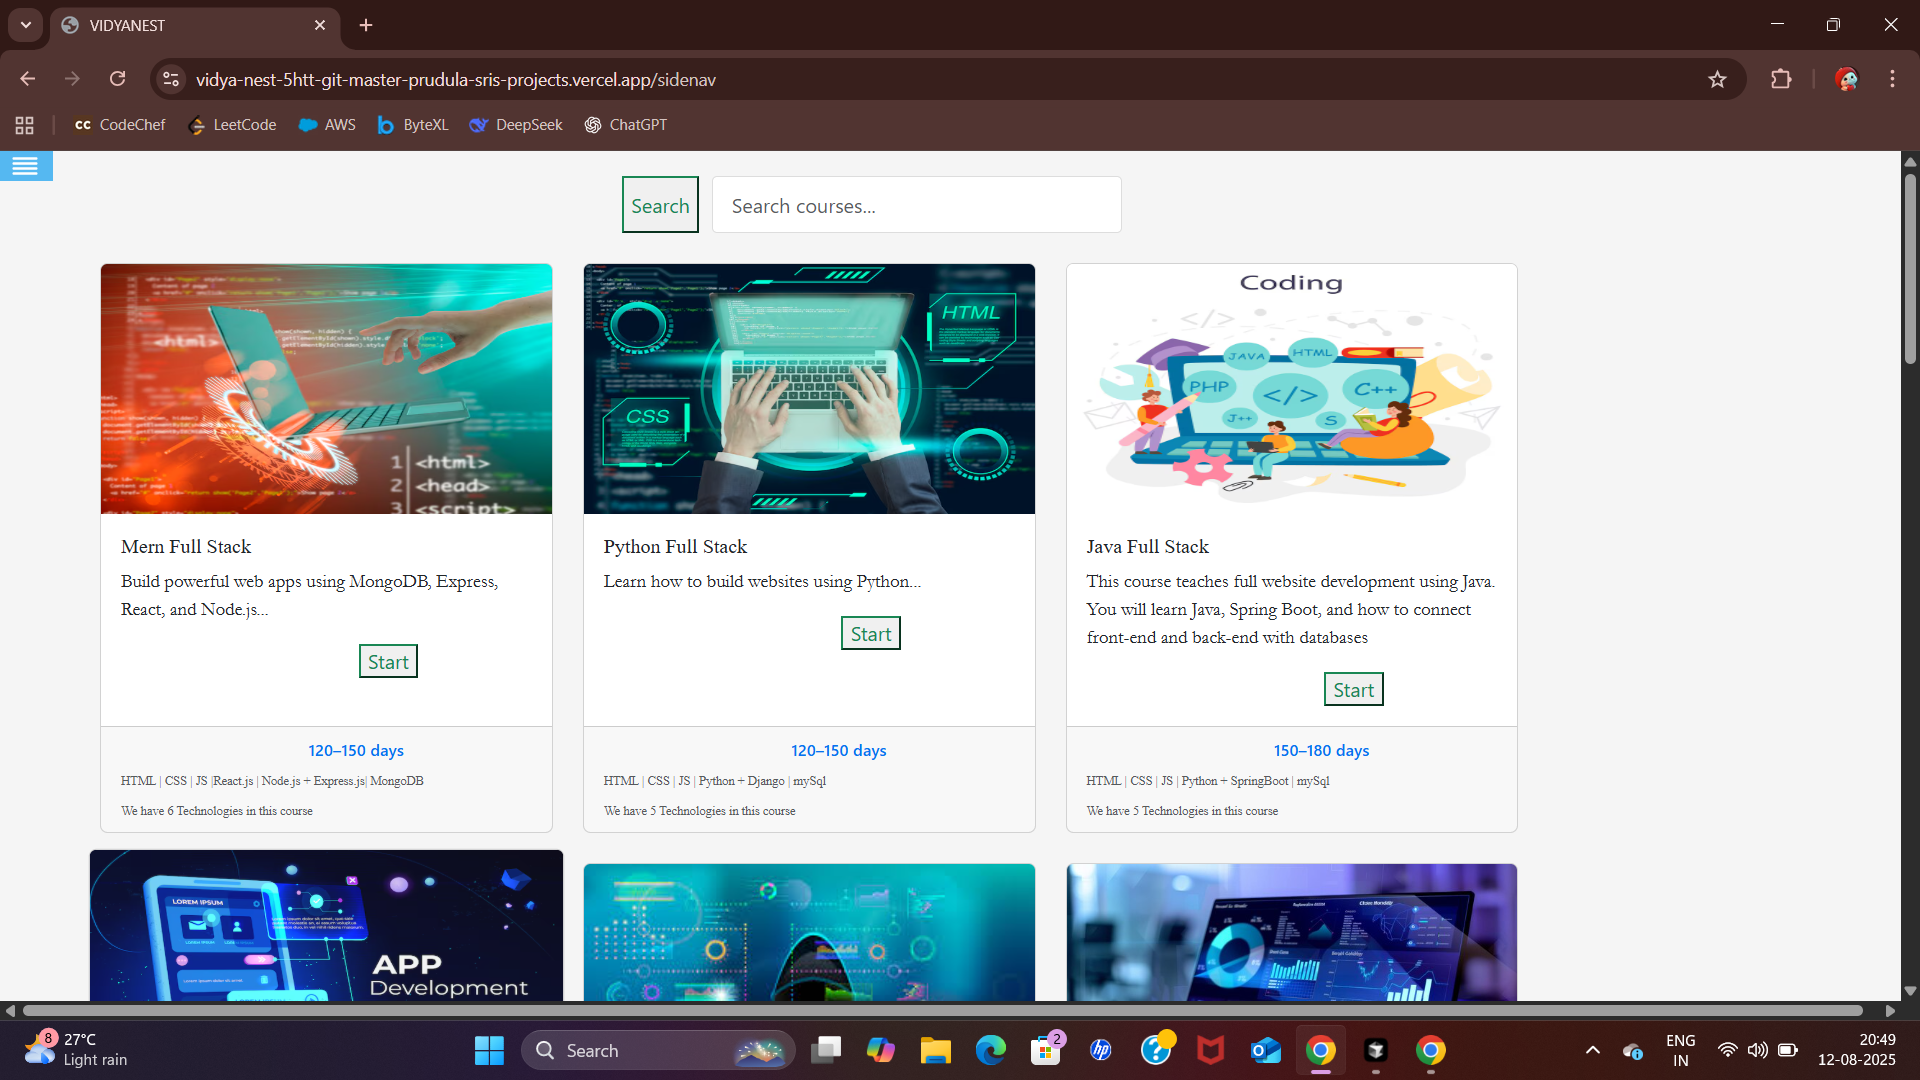 VIDYANEST
vidya-nest-5htt-git-master-prudula-sris-projects.vercel.app/sidenav
CodeChef LeetCode AWS ByteXL DeepSeek ChatGPT
Search Search courses...
<html>
1 <html>
2 <head>
3 <script>
HTML
CSS
Coding
JAVA HTML
PHP </> C++
J++ S
Mern Full Stack
Build powerful web apps using MongoDB, Express,
React, and Node.js...
Start
120–150 days
HTML | CSS | JS |React.js | Node.js + Express.js| MongoDB
We have 6 Technologies in this course
Python Full Stack
Learn how to build websites using Python...
Start
120–150 days
HTML | CSS | JS | Python + Django | mySql
We have 5 Technologies in this course
Java Full Stack
This course teaches full website development using Java.
You will learn Java, Spring Boot, and how to connect
front-end and back-end with databases
Start
150–180 days
HTML | CSS | JS | Python + SpringBoot | mySql
We have 5 Technologies in this course
LOREM IPSUM
APP
Development
8
27°C
Light rain
Search
2
ENG
IN
20:49
12-08-2025